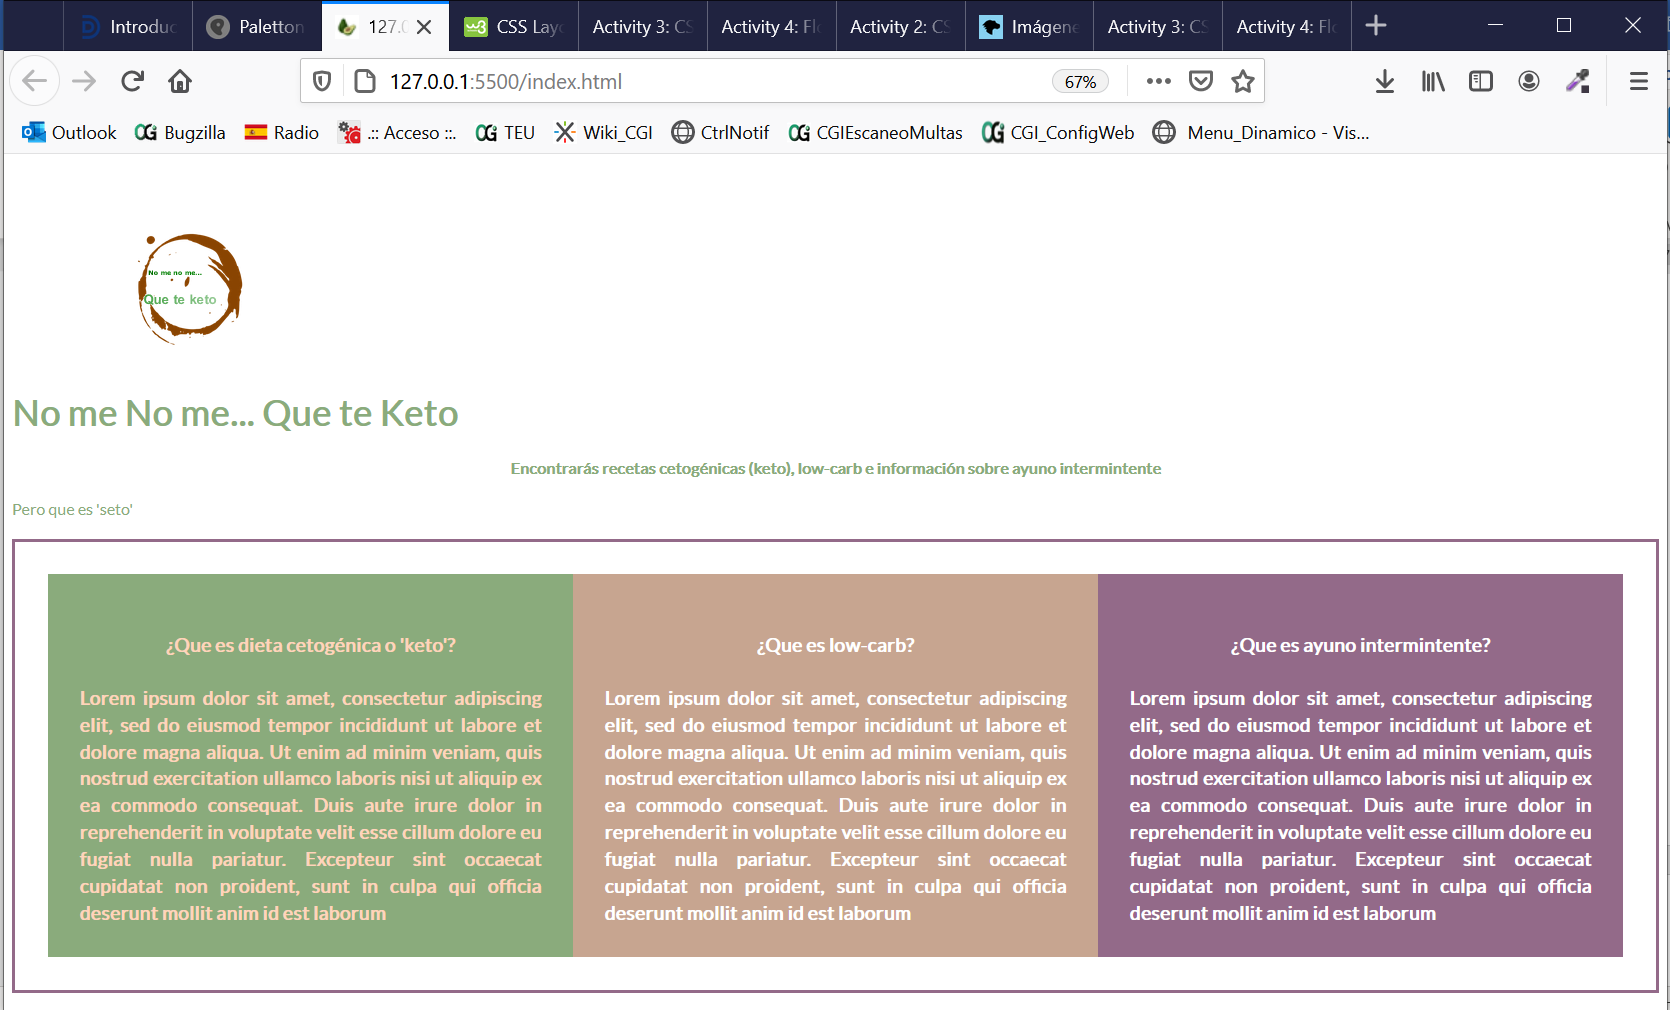 Introduc
Paletton
127.0
CSS Layo
Activity 3: CS
Activity 4: Flo
Activity 2: CS
Imágene
Activity 3: CS
Activity 4: Flo
127.0.0.1:5500/index.html
67%
Outlook
Bugzilla
Radio
.:: Acceso ::.
TEU
Wiki_CGI
CtrlNotif
CGIEscaneoMultas
CGI_ConfigWeb
Menu_Dinamico - Vis...
No me no me...
Que te keto
No me No me... Que te Keto
Encontrarás recetas cetogénicas (keto), low-carb e información sobre ayuno intermintente
Pero que es 'seto'
¿Que es dieta cetogénica o 'keto'?
Lorem ipsum dolor sit amet, consectetur adipiscing
elit, sed do eiusmod tempor incididunt ut labore et
dolore magna aliqua. Ut enim ad minim veniam, quis
nostrud exercitation ullamco laboris nisi ut aliquip ex
ea commodo consequat. Duis aute irure dolor in
reprehenderit in voluptate velit esse cillum dolore eu
fugiat nulla pariatur. Excepteur sint occaecat
cupidatat non proident, sunt in culpa qui officia
deserunt mollit anim id est laborum
¿Que es low-carb?
Lorem ipsum dolor sit amet, consectetur adipiscing
elit, sed do eiusmod tempor incididunt ut labore et
dolore magna aliqua. Ut enim ad minim veniam, quis
nostrud exercitation ullamco laboris nisi ut aliquip ex
ea commodo consequat. Duis aute irure dolor in
reprehenderit in voluptate velit esse cillum dolore eu
fugiat nulla pariatur. Excepteur sint occaecat
cupidatat non proident, sunt in culpa qui officia
deserunt mollit anim id est laborum
¿Que es ayuno intermintente?
Lorem ipsum dolor sit amet, consectetur adipiscing
elit, sed do eiusmod tempor incididunt ut labore et
dolore magna aliqua. Ut enim ad minim veniam, quis
nostrud exercitation ullamco laboris nisi ut aliquip ex
ea commodo consequat. Duis aute irure dolor in
reprehenderit in voluptate velit esse cillum dolore eu
fugiat nulla pariatur. Excepteur sint occaecat
cupidatat non proident, sunt in culpa qui officia
deserunt mollit anim id est laborum